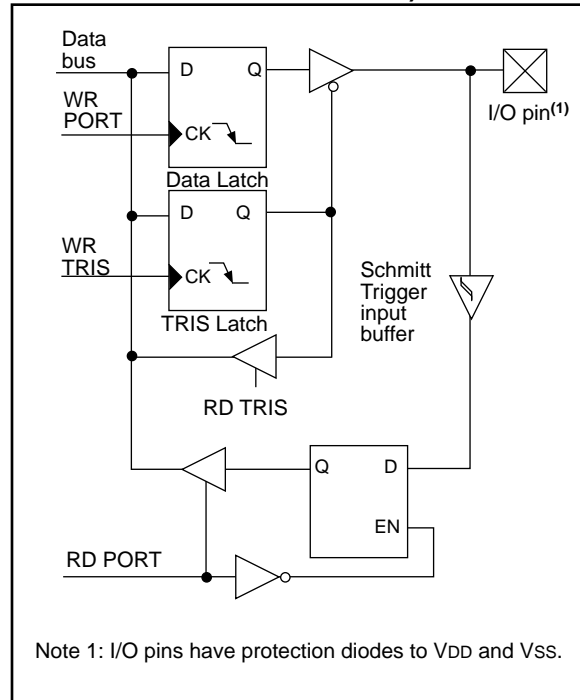 Data
bus
D Q
WR
PORT
CK
I/O pin(1)
Data Latch
D Q
WR
TRIS
CK
Schmitt
Trigger
input
buffer
TRIS Latch
RD TRIS
Q D
EN
RD PORT
Note 1: I/O pins have protection diodes to VDD and VSS.